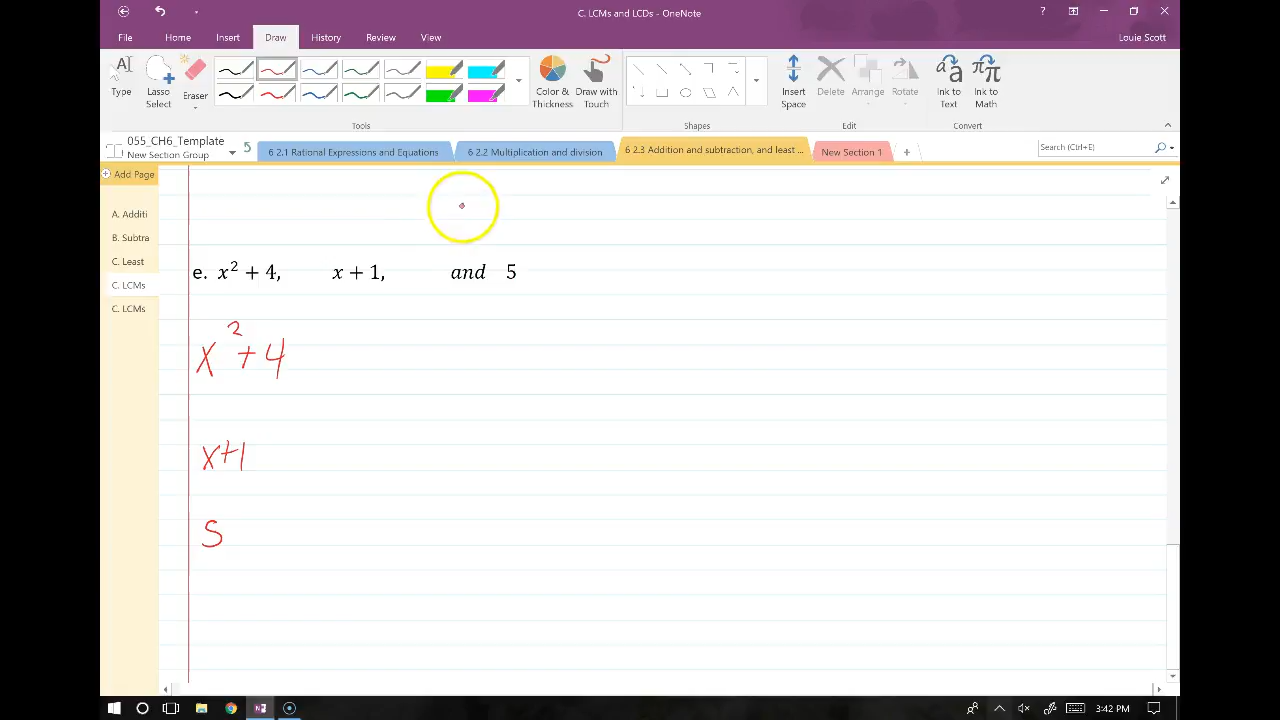 C. LCMs and LCDs - OneNote
File Home Insert Draw History Review View
Louie Scott
Type
Lasso Select
Eraser
Color & Thickness
Draw with Touch
Insert Space
Delete
Arrange
Rotate
Ink to Text
Ink to Math
Tools Shapes Edit Convert
055_CH6_Template
New Section Group
6 2.1 Rational Expressions and Equations
6 2.2 Multiplication and division
6 2.3 Addition and subtraction, and least ...
New Section 1
Search (Ctrl+E)
Add Page
A. Additi
B. Subtra
C. Least
C. LCMs
C. LCMs
e. x² + 4, x + 1, and 5
x² + 4
x+1
5
3:42 PM